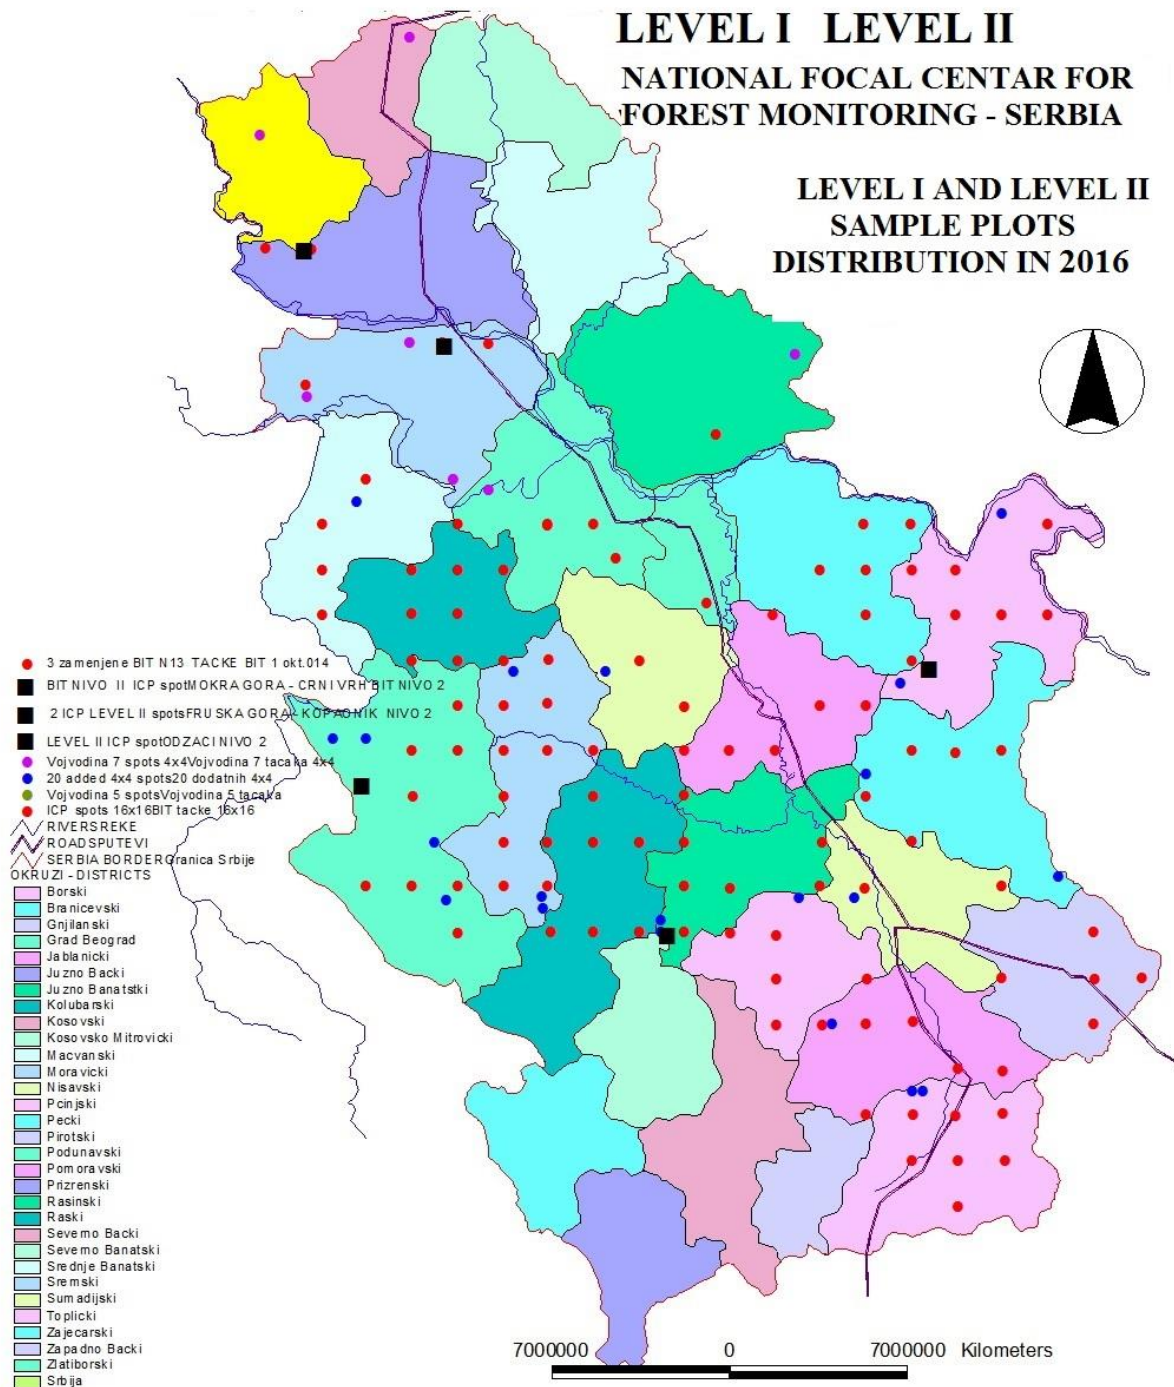 LEVEL I LEVEL II
NATIONAL FOCAL CENTAR FOR
FOREST MONITORING - SERBIA
LEVEL I AND LEVEL II
SAMPLE PLOTS
DISTRIBUTION IN 2016
3 zamenjene BIT N13 TACKE BIT 1 okt.014
BIT NIVO II ICP spotMOKRA GORA - CRNI VRH BIT NIVO 2
2 ICP LEVEL II spotsFRUSKA GORA - KOPAONIK NIVO 2
LEVEL II ICP spotODZACI NIVO 2
Vojvodina 7 spots 4x4Vojvodina 7 tacaka 4x4
20 added 4x4 spots20 dodatnih 4x4
Vojvodina 5 spotsVojvodina 5 tacaka
ICP spots 16x16BIT tacke 16x16
RIVERSREKE
ROADSPUTEVI
SERBIA BORDERGranica Srbije
OKRUZI - DISTRICTS
Borski
Branicevski
Gnjilanski
Grad Beograd
Jablanicki
Juzno Backi
Juzno Banatstki
Kolubarski
Kosovski
Kosovsko Mitrovicki
Macvanski
Moravicki
Nisavski
Pcinjski
Pecki
Pirotski
Podunavski
Pomoravski
Prizrenski
Rasinski
Raski
Severno Backi
Severno Banatski
Srednje Banatski
Sremski
Sumadijski
Toplicki
Zajecarski
Zapadno Backi
Zlatiborski
Srbija
7000000 0 7000000 Kilometers